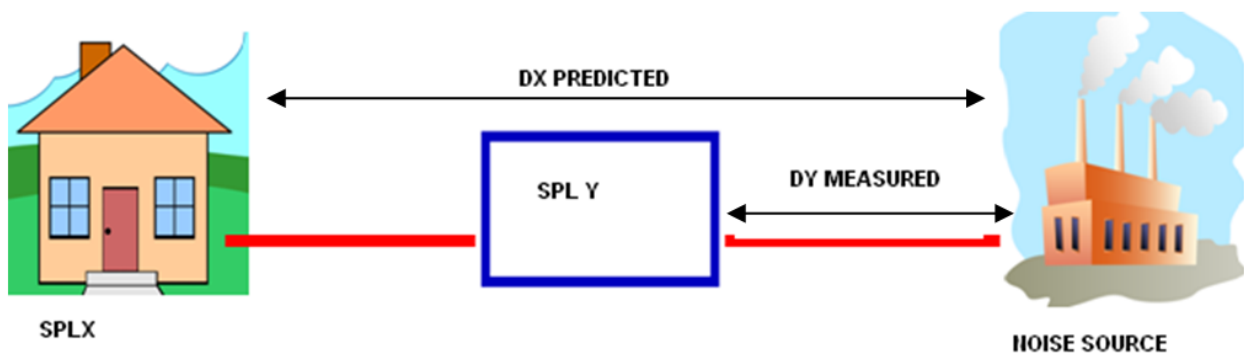 DX PREDICTED
SPL Y
DY MEASURED
SPLX
NOISE SOURCE